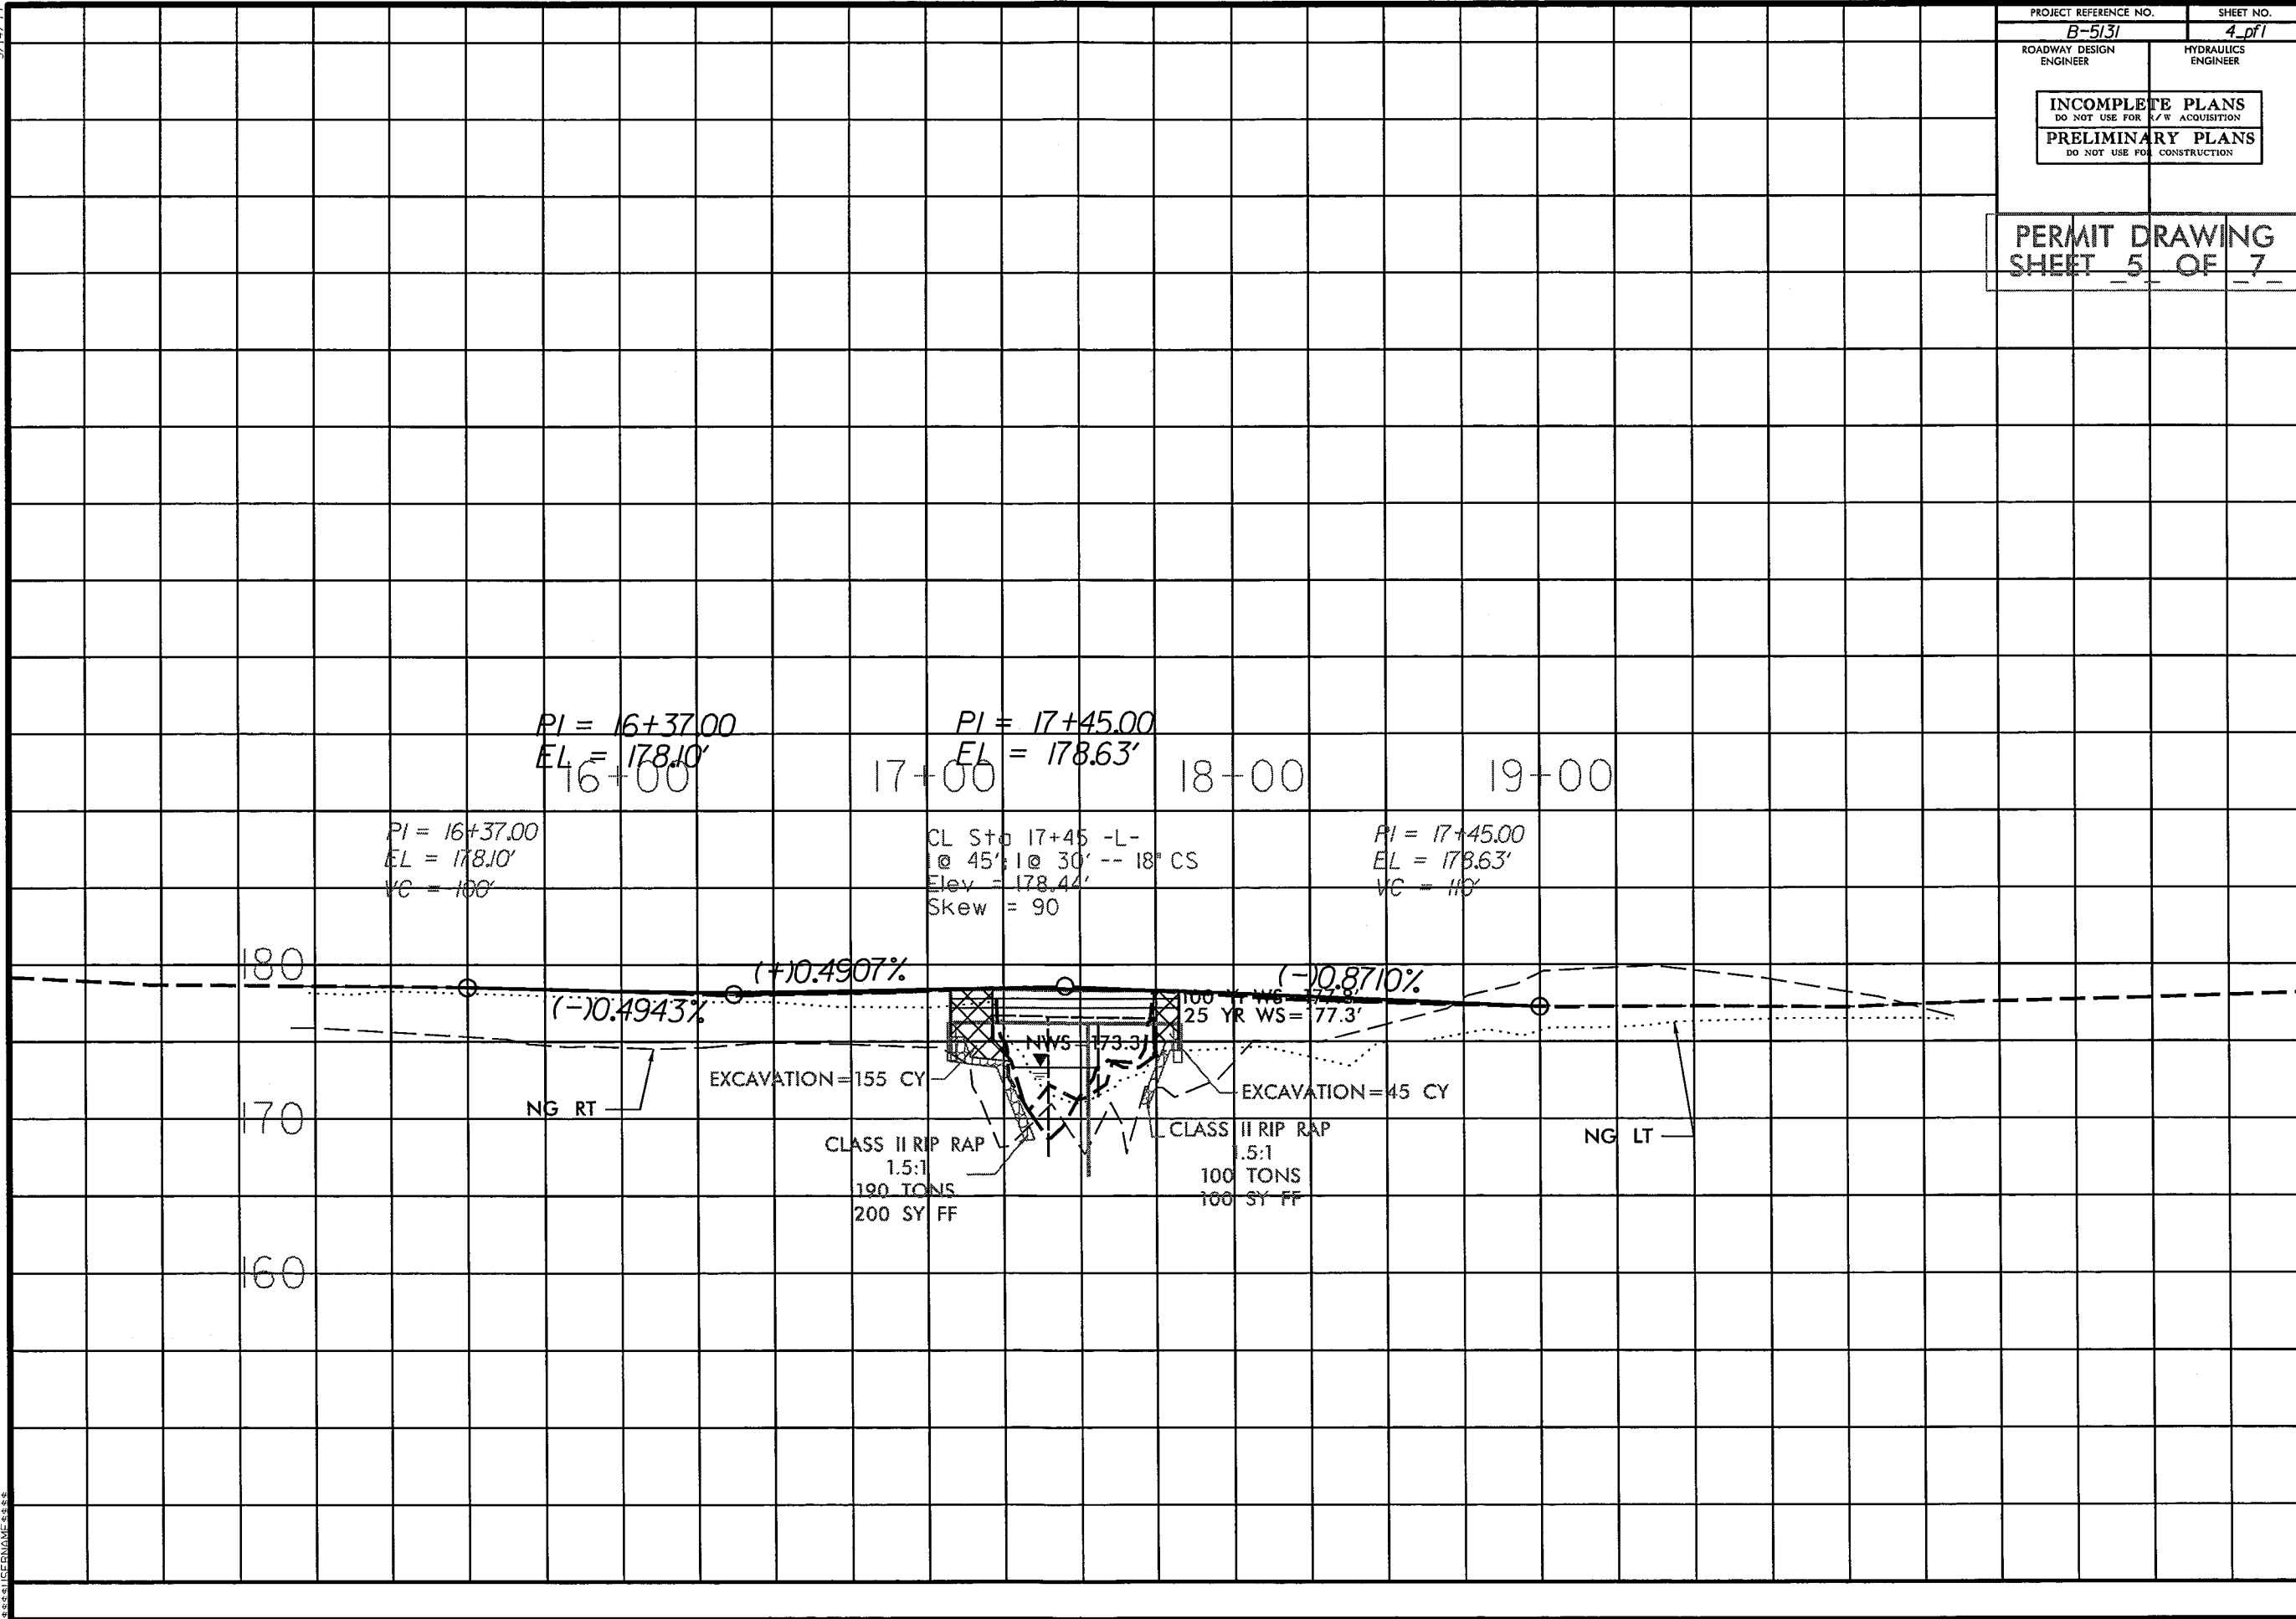 PROJECT REFERENCE NO.
SHEET NO.
B-5131
4_pf1
ROADWAY DESIGN
ENGINEER
HYDRAULICS
ENGINEER
INCOMPLETE PLANS
DO NOT USE FOR R/W ACQUISITION
PRELIMINARY PLANS
DO NOT USE FOR CONSTRUCTION
PERMIT DRAWING
SHEET 5 OF 7
PI = 16+37.00
EL = 178.10'
PI = 17+45.00
EL = 178.63'
16+00
17+00
18+00
19+00
PI = 16+37.00
EL = 178.10'
VC = 100'
CL Sta 17+45 -L-
1@ 45'; 1@ 30' -- 18" CS
Elev = 178.44'
Skew = 90
PI = 17+45.00
EL = 178.63'
VC = 110'
180
(+)0.4907%
(-)0.8710%
(-)0.4943%
100 Yr WS = 177.8'
25 YR WS= 177.3'
NWS=173.3
EXCAVATION=155 CY
EXCAVATION=45 CY
NG RT
170
CLASS II RIP RAP
1.5:1
190 TONS
200 SY FF
CLASS II RIP RAP
1.5:1
100 TONS
100 SY FF
NG LT
160
$$$$USERNAME$$$$